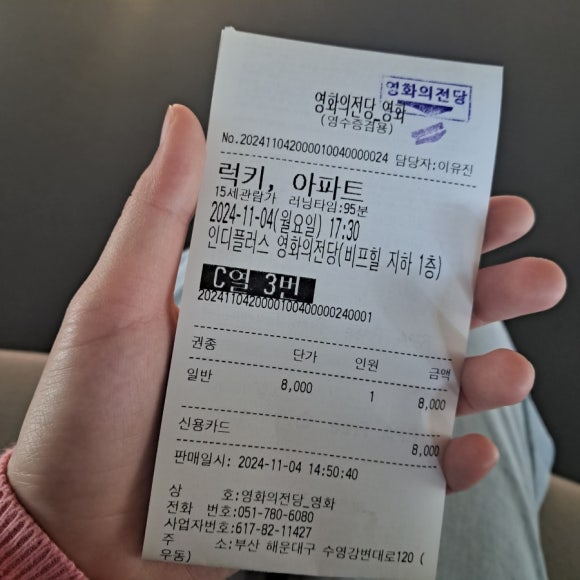 영화의전당
영화의전당_영화
(영수증겸용)
No.202411042000010040000024 담당자:이유진
럭키, 아파트
15세관람가 러닝타임:95분
2024-11-04(월요일) 17:30
인디플러스 영화의전당(비프힐 지하 1층)
C열 3번
20241104200001004000000240001
권종 단가 인원 금액
일반 8,000 1 8,000
신용카드 8,000
판매일시: 2024-11-04 14:50:40
상 호:영화의전당_영화
전화 번호:051-780-6080
사업자번호:617-82-11427
주 소:부산 해운대구 수영강변대로120 (
우동)